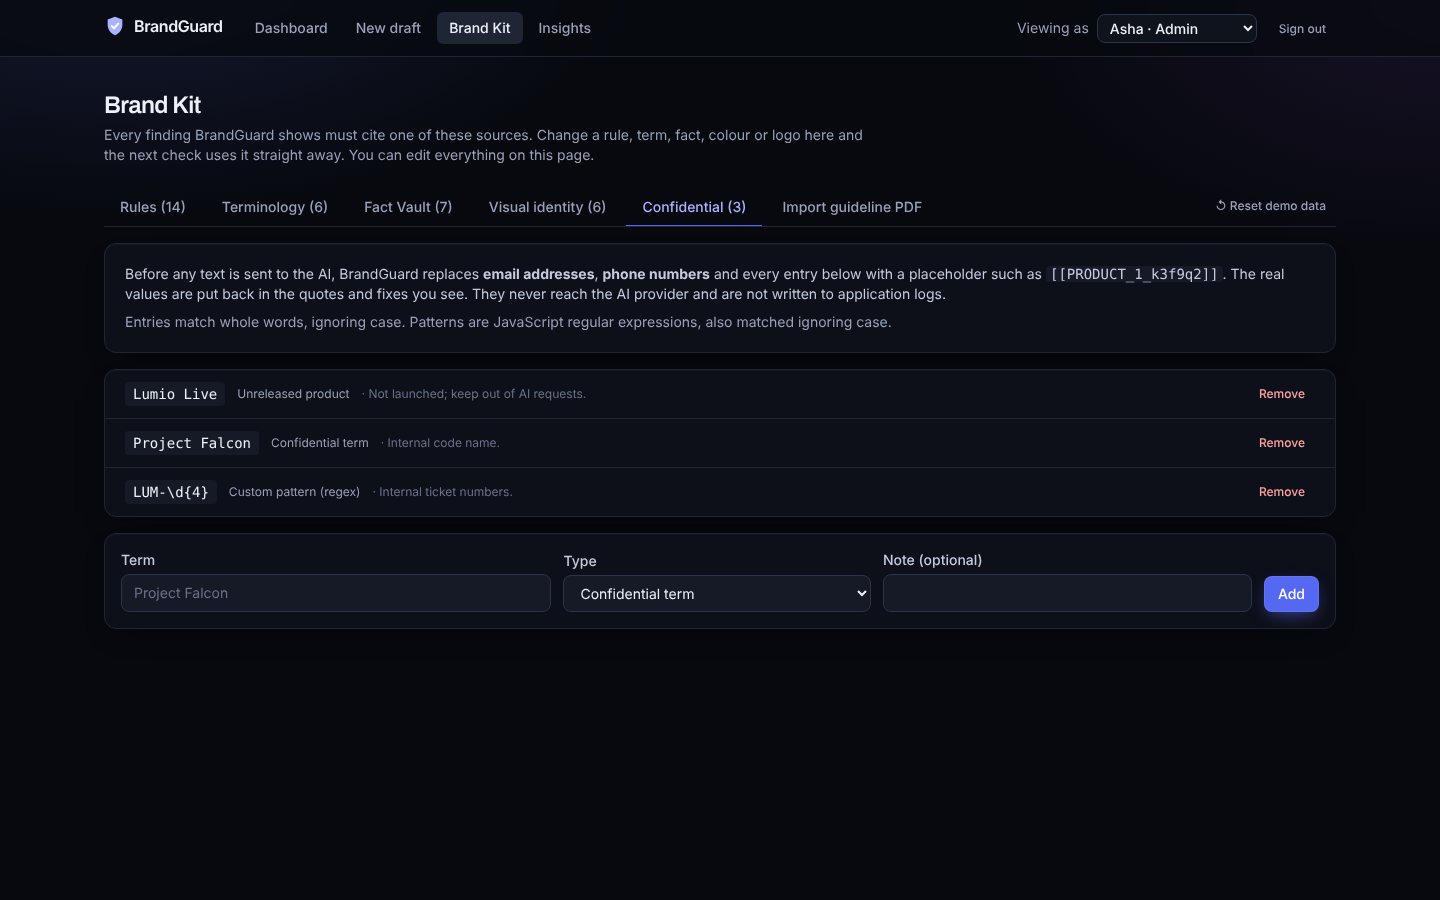 BrandGuard Dashboard New draft Brand Kit Insights Viewing as Asha · Admin Sign out
Brand Kit
Every finding BrandGuard shows must cite one of these sources. Change a rule, term, fact, colour or logo here and
the next check uses it straight away. You can edit everything on this page.
Rules (14) Terminology (6) Fact Vault (7) Visual identity (6) Confidential (3) Import guideline PDF Reset demo data
Before any text is sent to the AI, BrandGuard replaces email addresses, phone numbers and every entry below with a placeholder such as [[PRODUCT_1_k3f9q2]]. The real
values are put back in the quotes and fixes you see. They never reach the AI provider and are not written to application logs.
Entries match whole words, ignoring case. Patterns are JavaScript regular expressions, also matched ignoring case.
Lumio Live Unreleased product · Not launched; keep out of AI requests. Remove
Project Falcon Confidential term · Internal code name. Remove
LUM-\d{4} Custom pattern (regex) · Internal ticket numbers. Remove
Term Type Note (optional)
Project Falcon Confidential term Add